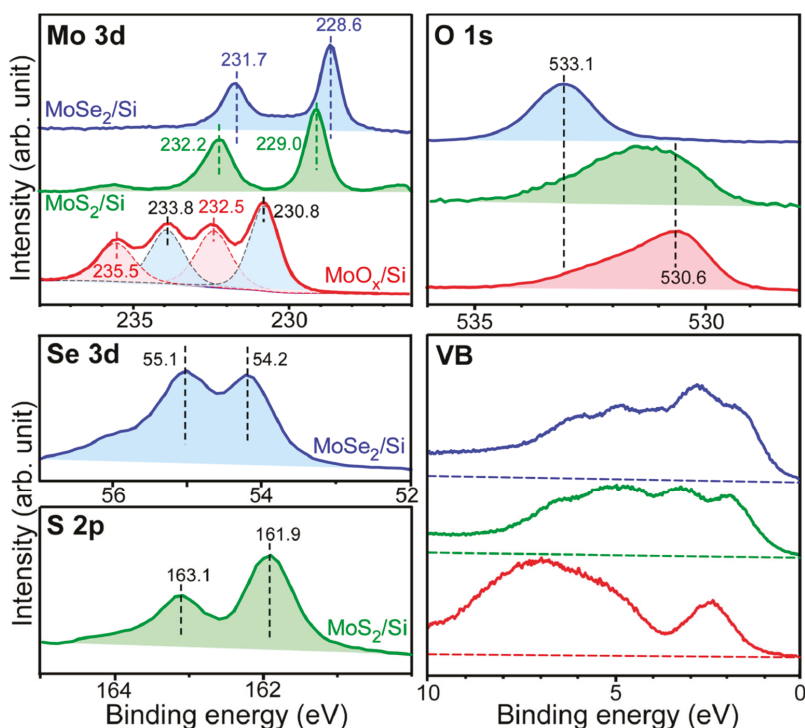 Mo 3d
228.6
231.7
MoSe₂/Si
232.2
229.0
MoS₂/Si
233.8
232.5
230.8
235.5
MoOₓ/Si
235
229
Intensity (arb. unit)
O 1s
533.1
530.6
535
530
Se 3d
55.1
54.2
MoSe₂/Si
56
54
52
S 2p
163.1
161.9
MoS₂/Si
164
162
Intensity (arb. unit)
Binding energy (eV)
VB
10
5
0
Binding energy (eV)